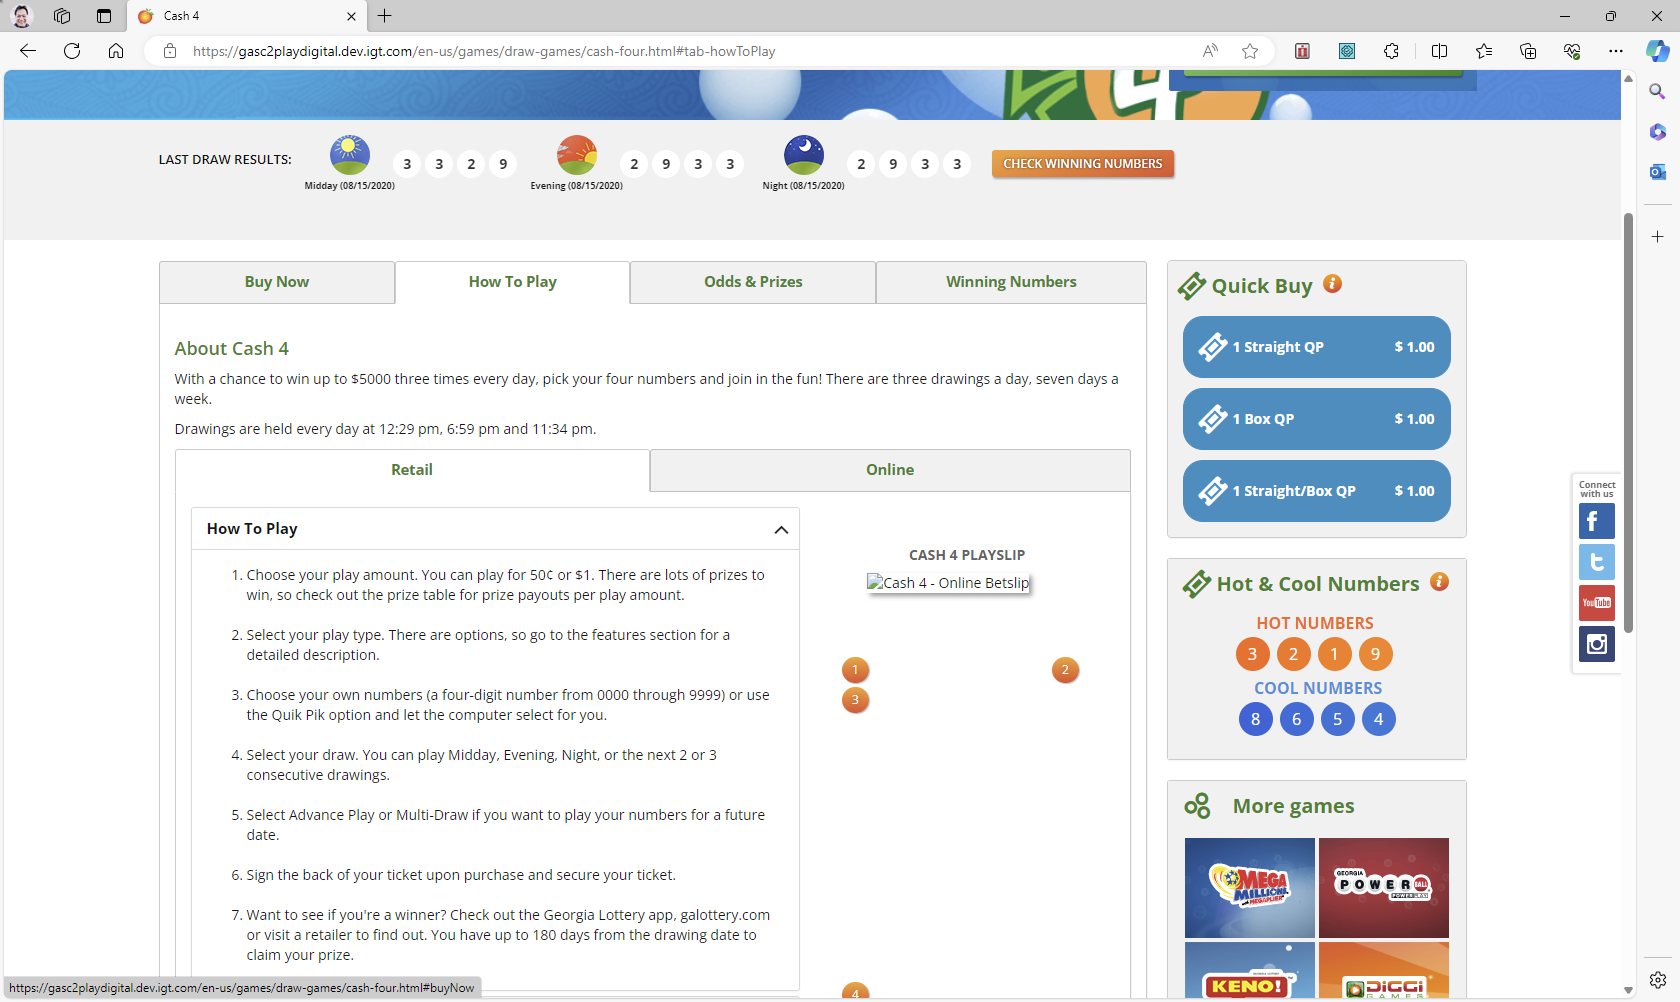 Cash 4
https://gasc2playdigital.dev.igt.com/en-us/games/draw-games/cash-four.html#tab-howToPlay
LAST DRAW RESULTS:
3 3 2 9
Midday (08/15/2020)
2 9 3 3
Evening (08/15/2020)
2 9 3 3
Night (08/15/2020)
CHECK WINNING NUMBERS
Buy Now
How To Play
Odds & Prizes
Winning Numbers
About Cash 4
With a chance to win up to $5000 three times every day, pick your four numbers and join in the fun! There are three drawings a day, seven days a
week.
Drawings are held every day at 12:29 pm, 6:59 pm and 11:34 pm.
Retail
Online
How To Play
1. Choose your play amount. You can play for 50¢ or $1. There are lots of prizes to
win, so check out the prize table for prize payouts per play amount.
2. Select your play type. There are options, so go to the features section for a
detailed description.
3. Choose your own numbers (a four-digit number from 0000 through 9999) or use
the Quik Pik option and let the computer select for you.
4. Select your draw. You can play Midday, Evening, Night, or the next 2 or 3
consecutive drawings.
5. Select Advance Play or Multi-Draw if you want to play your numbers for a future
date.
6. Sign the back of your ticket upon purchase and secure your ticket.
7. Want to see if you're a winner? Check out the Georgia Lottery app, galottery.com
or visit a retailer to find out. You have up to 180 days from the drawing date to
claim your prize.
CASH 4 PLAYSLIP
Cash 4 - Online Betslip
1
2
3
4
Quick Buy
1 Straight QP $ 1.00
1 Box QP $ 1.00
1 Straight/Box QP $ 1.00
Hot & Cool Numbers
HOT NUMBERS
3 2 1 9
COOL NUMBERS
8 6 5 4
More games
MEGA
MILLIONS
MEGAPLIER
GEORGIA
POWERBALL
POWER PLAY
KENO!
DIGGI
GAMES
Connect
with us
YouTube
https://gasc2playdigital.dev.igt.com/en-us/games/draw-games/cash-four.html#buyNow